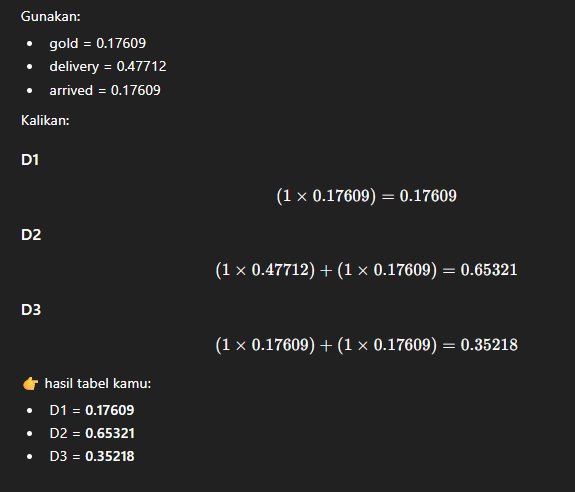 Gunakan:
• gold = 0.17609
• delivery = 0.47712
• arrived = 0.17609
Kalikan:
D1
(1 × 0.17609) = 0.17609
D2
(1 × 0.47712) + (1 × 0.17609) = 0.65321
D3
(1 × 0.17609) + (1 × 0.17609) = 0.35218
👉 hasil tabel kamu:
• D1 = 0.17609
• D2 = 0.65321
• D3 = 0.35218